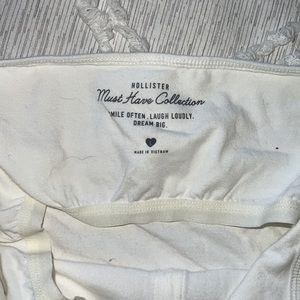 HOLLISTER
Must Have Collection
SMILE OFTEN. LAUGH LOUDLY.
DREAM BIG.
MADE IN VIETNAM